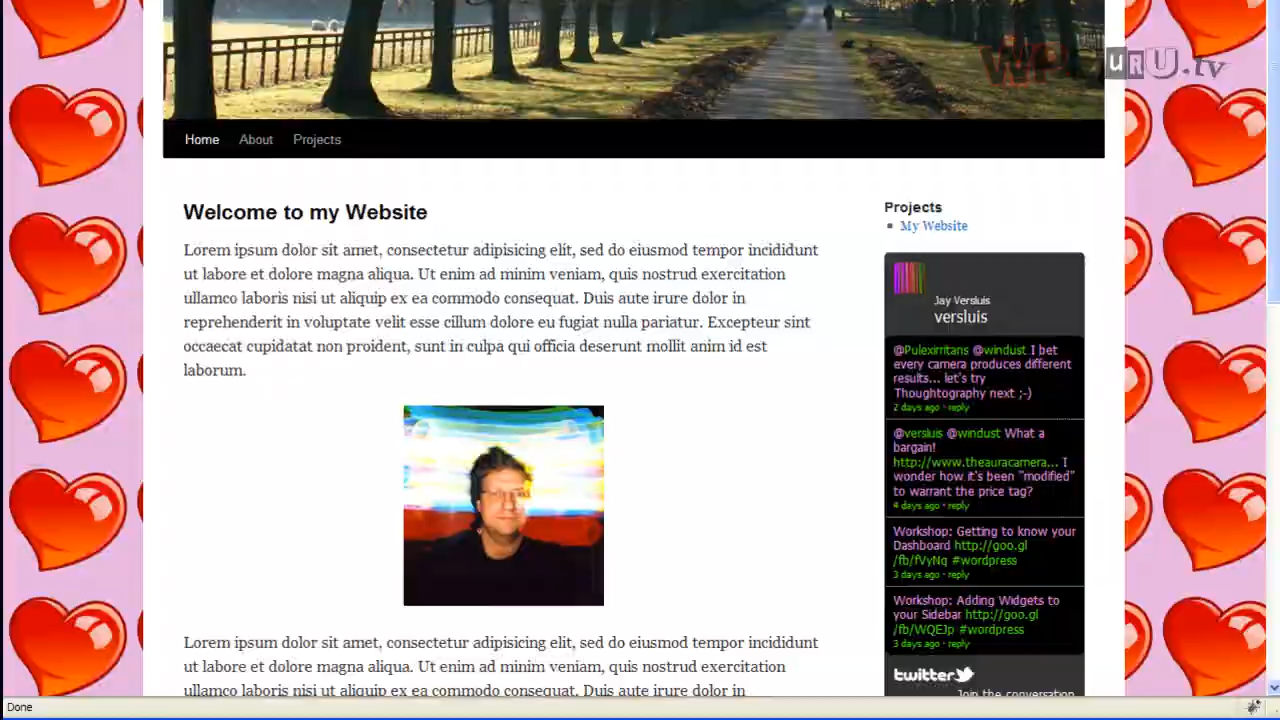 WPGURU.tv
Home About Projects
Welcome to my Website
Lorem ipsum dolor sit amet, consectetur adipisicing elit, sed do eiusmod tempor incididunt
ut labore et dolore magna aliqua. Ut enim ad minim veniam, quis nostrud exercitation
ullamco laboris nisi ut aliquip ex ea commodo consequat. Duis aute irure dolor in
reprehenderit in voluptate velit esse cillum dolore eu fugiat nulla pariatur. Excepteur sint
occaecat cupidatat non proident, sunt in culpa qui officia deserunt mollit anim id est
laborum.
Lorem ipsum dolor sit amet, consectetur adipisicing elit, sed do eiusmod tempor incididunt
ut labore et dolore magna aliqua. Ut enim ad minim veniam, quis nostrud exercitation
ullamco laboris nisi ut aliquip ex ea commodo consequat. Duis aute irure dolor in
Projects
My Website
Jay Versluis
versluis
@Pulexirritans @windust I bet
every camera produces different
results... let's try
Thoughtography next ;-)
2 days ago · reply
@versluis @windust What a
bargain!
http://www.theauracamera... I
wonder how it's been "modified"
to warrant the price tag?
4 days ago · reply
Workshop: Getting to know your
Dashboard http://goo.gl
/fb/fVyNq #wordpress
3 days ago · reply
Workshop: Adding Widgets to
your Sidebar http://goo.gl
/fb/WQEJp #wordpress
3 days ago · reply
twitter
Join the conversation
Done